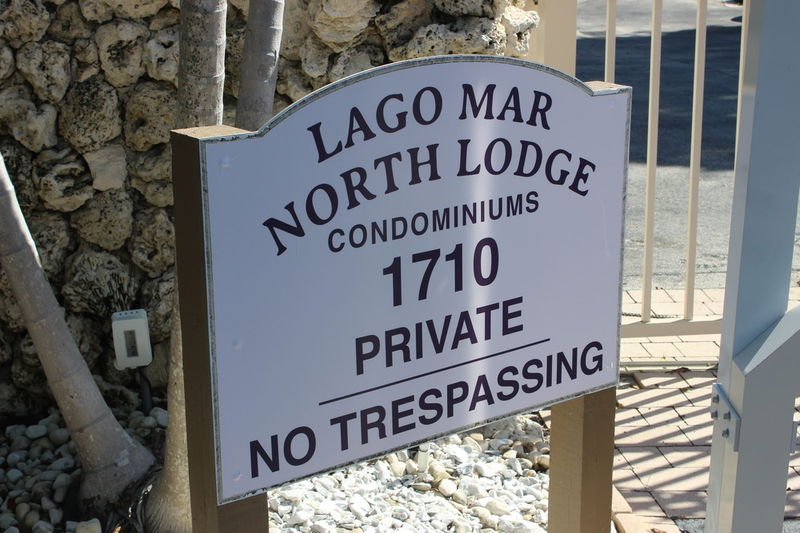 LAGO MAR
NORTH LODGE
CONDOMINIUMS
1710
PRIVATE
NO TRESPASSING